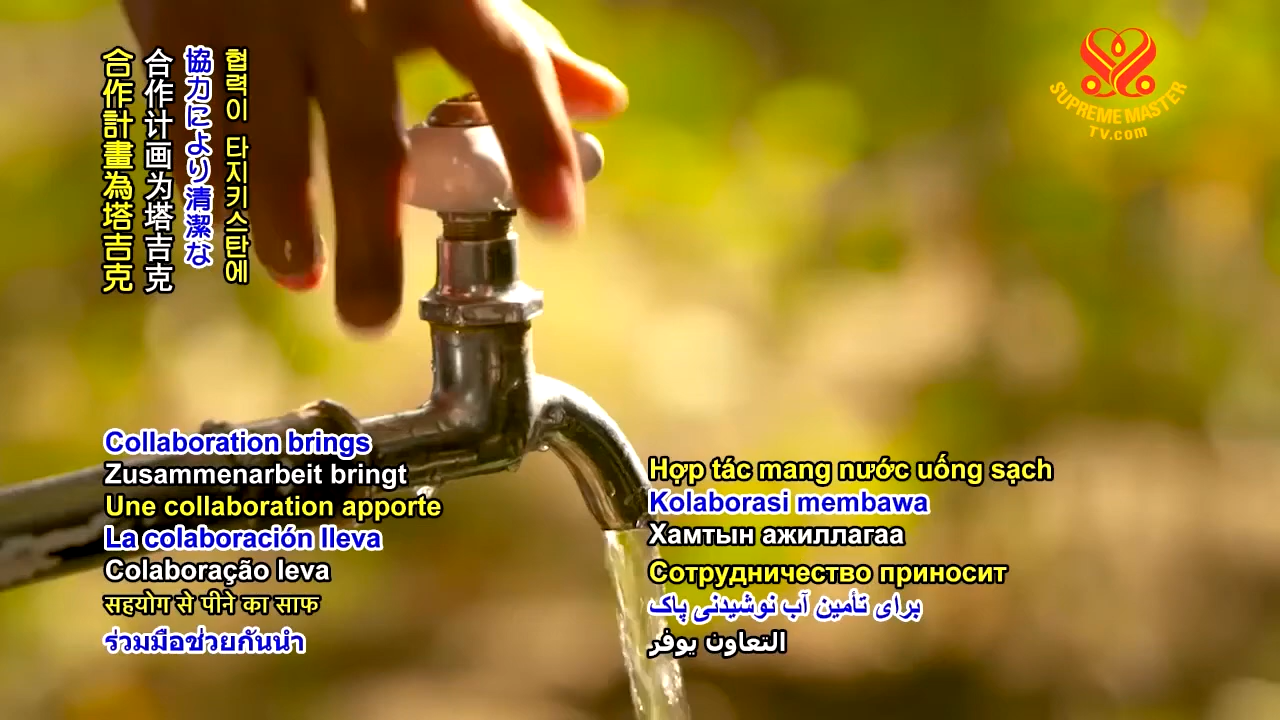 合作計畫為塔吉克
合作计画为塔吉克
協力により清潔な
협력이 타지키스탄에
SUPREME MASTER
TV.com
Collaboration brings
Zusammenarbeit bringt
Une collaboration apporte
La colaboración lleva
Colaboração leva
सहयोग से पीने का साफ
ร่วมมือช่วยกันนำ
Hợp tác mang nước uống sạch
Kolaborasi membawa
Хамтын ажиллагаа
Сотрудничество приносит
برای تأمین آب نوشیدنی پاک
التعاون يوفر